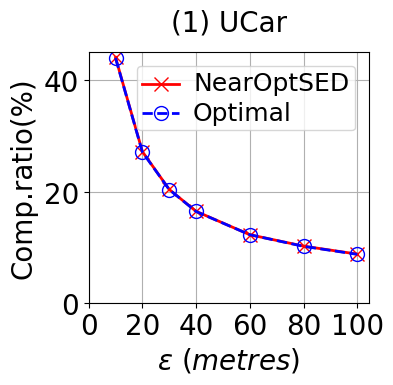 (1) UCar
Comp.ratio(%)
40
20
0
NearOptSED
Optimal
0 20 40 60 80 100
ε (metres)